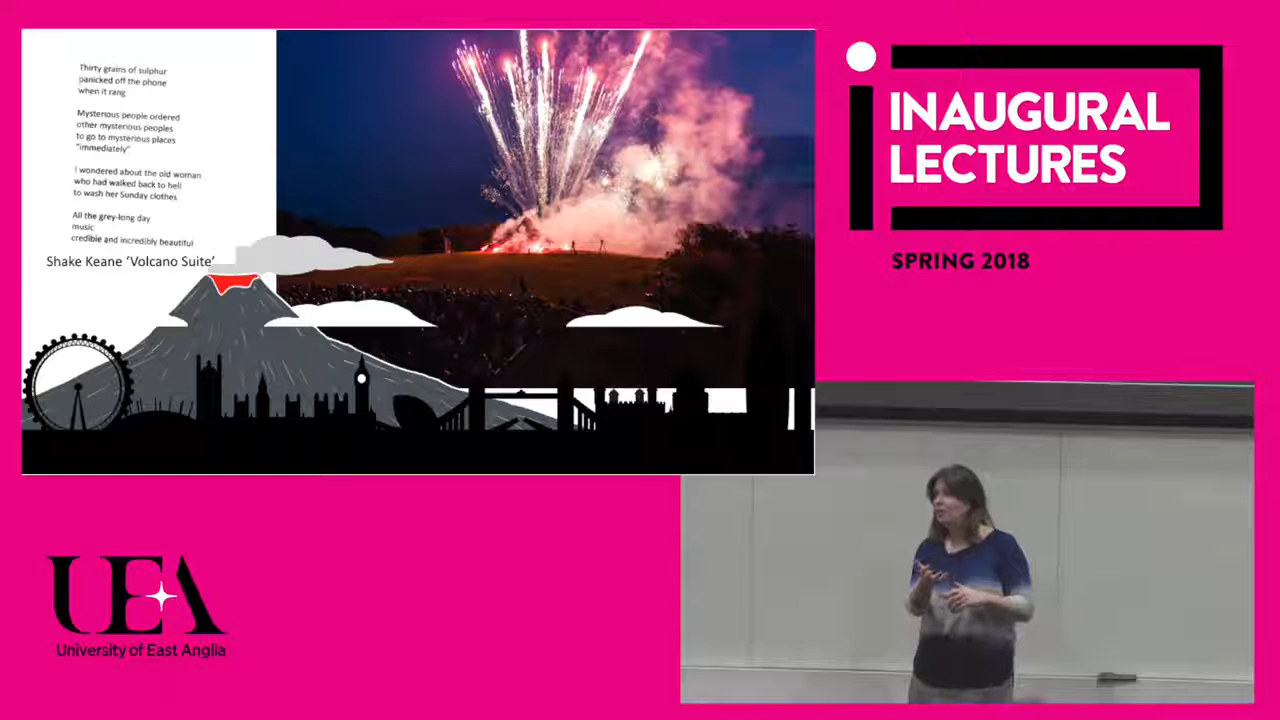 Thirty grains of sulphur
panicked off the phone
when it rang
Mysterious people ordered
other mysterious peoples
to go to mysterious places
"immediately"
I wondered about the old woman
who had walked back to hell
to wash her Sunday clothes
All the grey-long day
music
credible and incredibly beautiful
Shake Keane 'Volcano Suite'
INAUGURAL
LECTURES
SPRING 2018
UEA
University of East Anglia